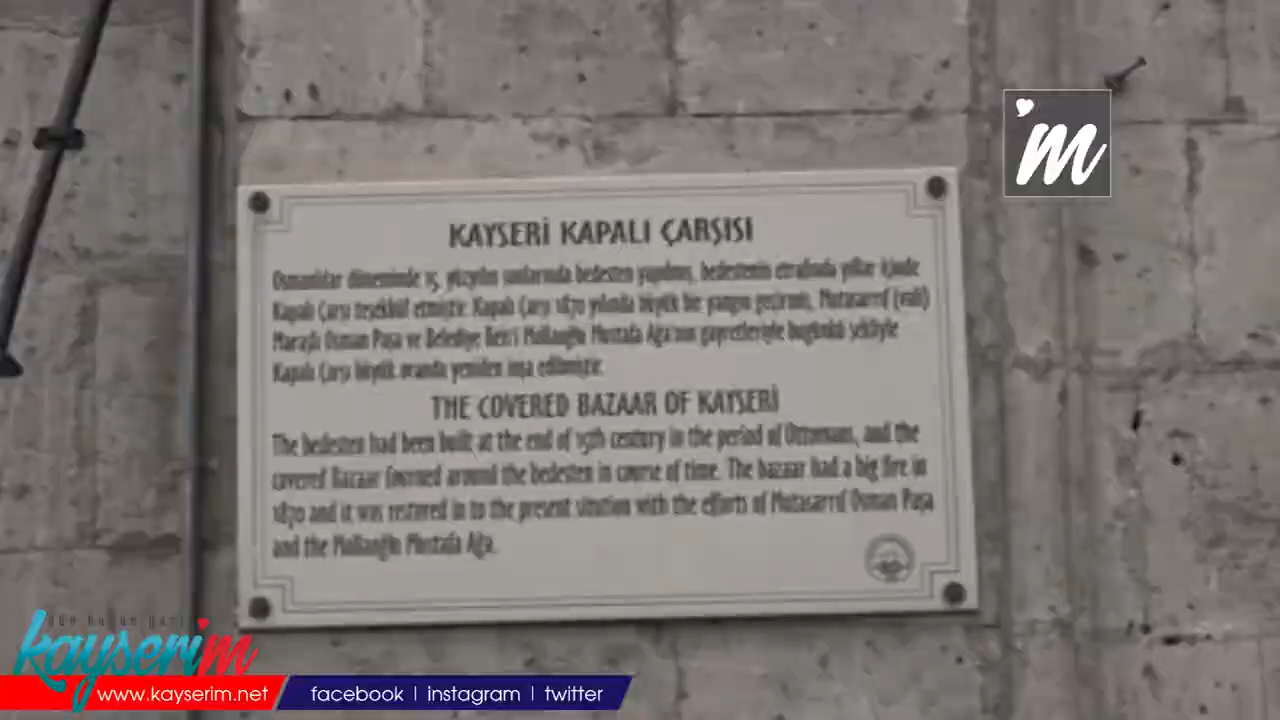 'm
KAYSERİ KAPALI ÇARŞISI
Osmanlılar döneminde 15. yüzyılın sonlarında bedesten yapılmış, bedestenin etrafında yıllar içinde
Kapalı Çarşı teşekkül etmiştir. Kapalı Çarşı 1870 yılında büyük bir yangın geçirmiş, Mutasarrıf (vali)
Maraşlı Osman Paşa ve Belediye Reis'i Mollaoğlu Mustafa Ağa'nın gayretleriyle bugünkü şekliyle
Kapalı Çarşı büyük oranda yeniden inşa edilmiştir.
THE COVERED BAZAAR OF KAYSERİ
The bedesten had been built at the end of 15th century in the period of Ottomans, and the
covered Bazaar formed around the bedesten in course of time. The bazaar had a big fire in
1870 and it was restored in to the present sitution with the efforts of Mutasarrıf Osman Paşa
and the Mollaoğlu Mustafa Ağa.
kayserim
www.kayserim.net facebook | instagram | twitter